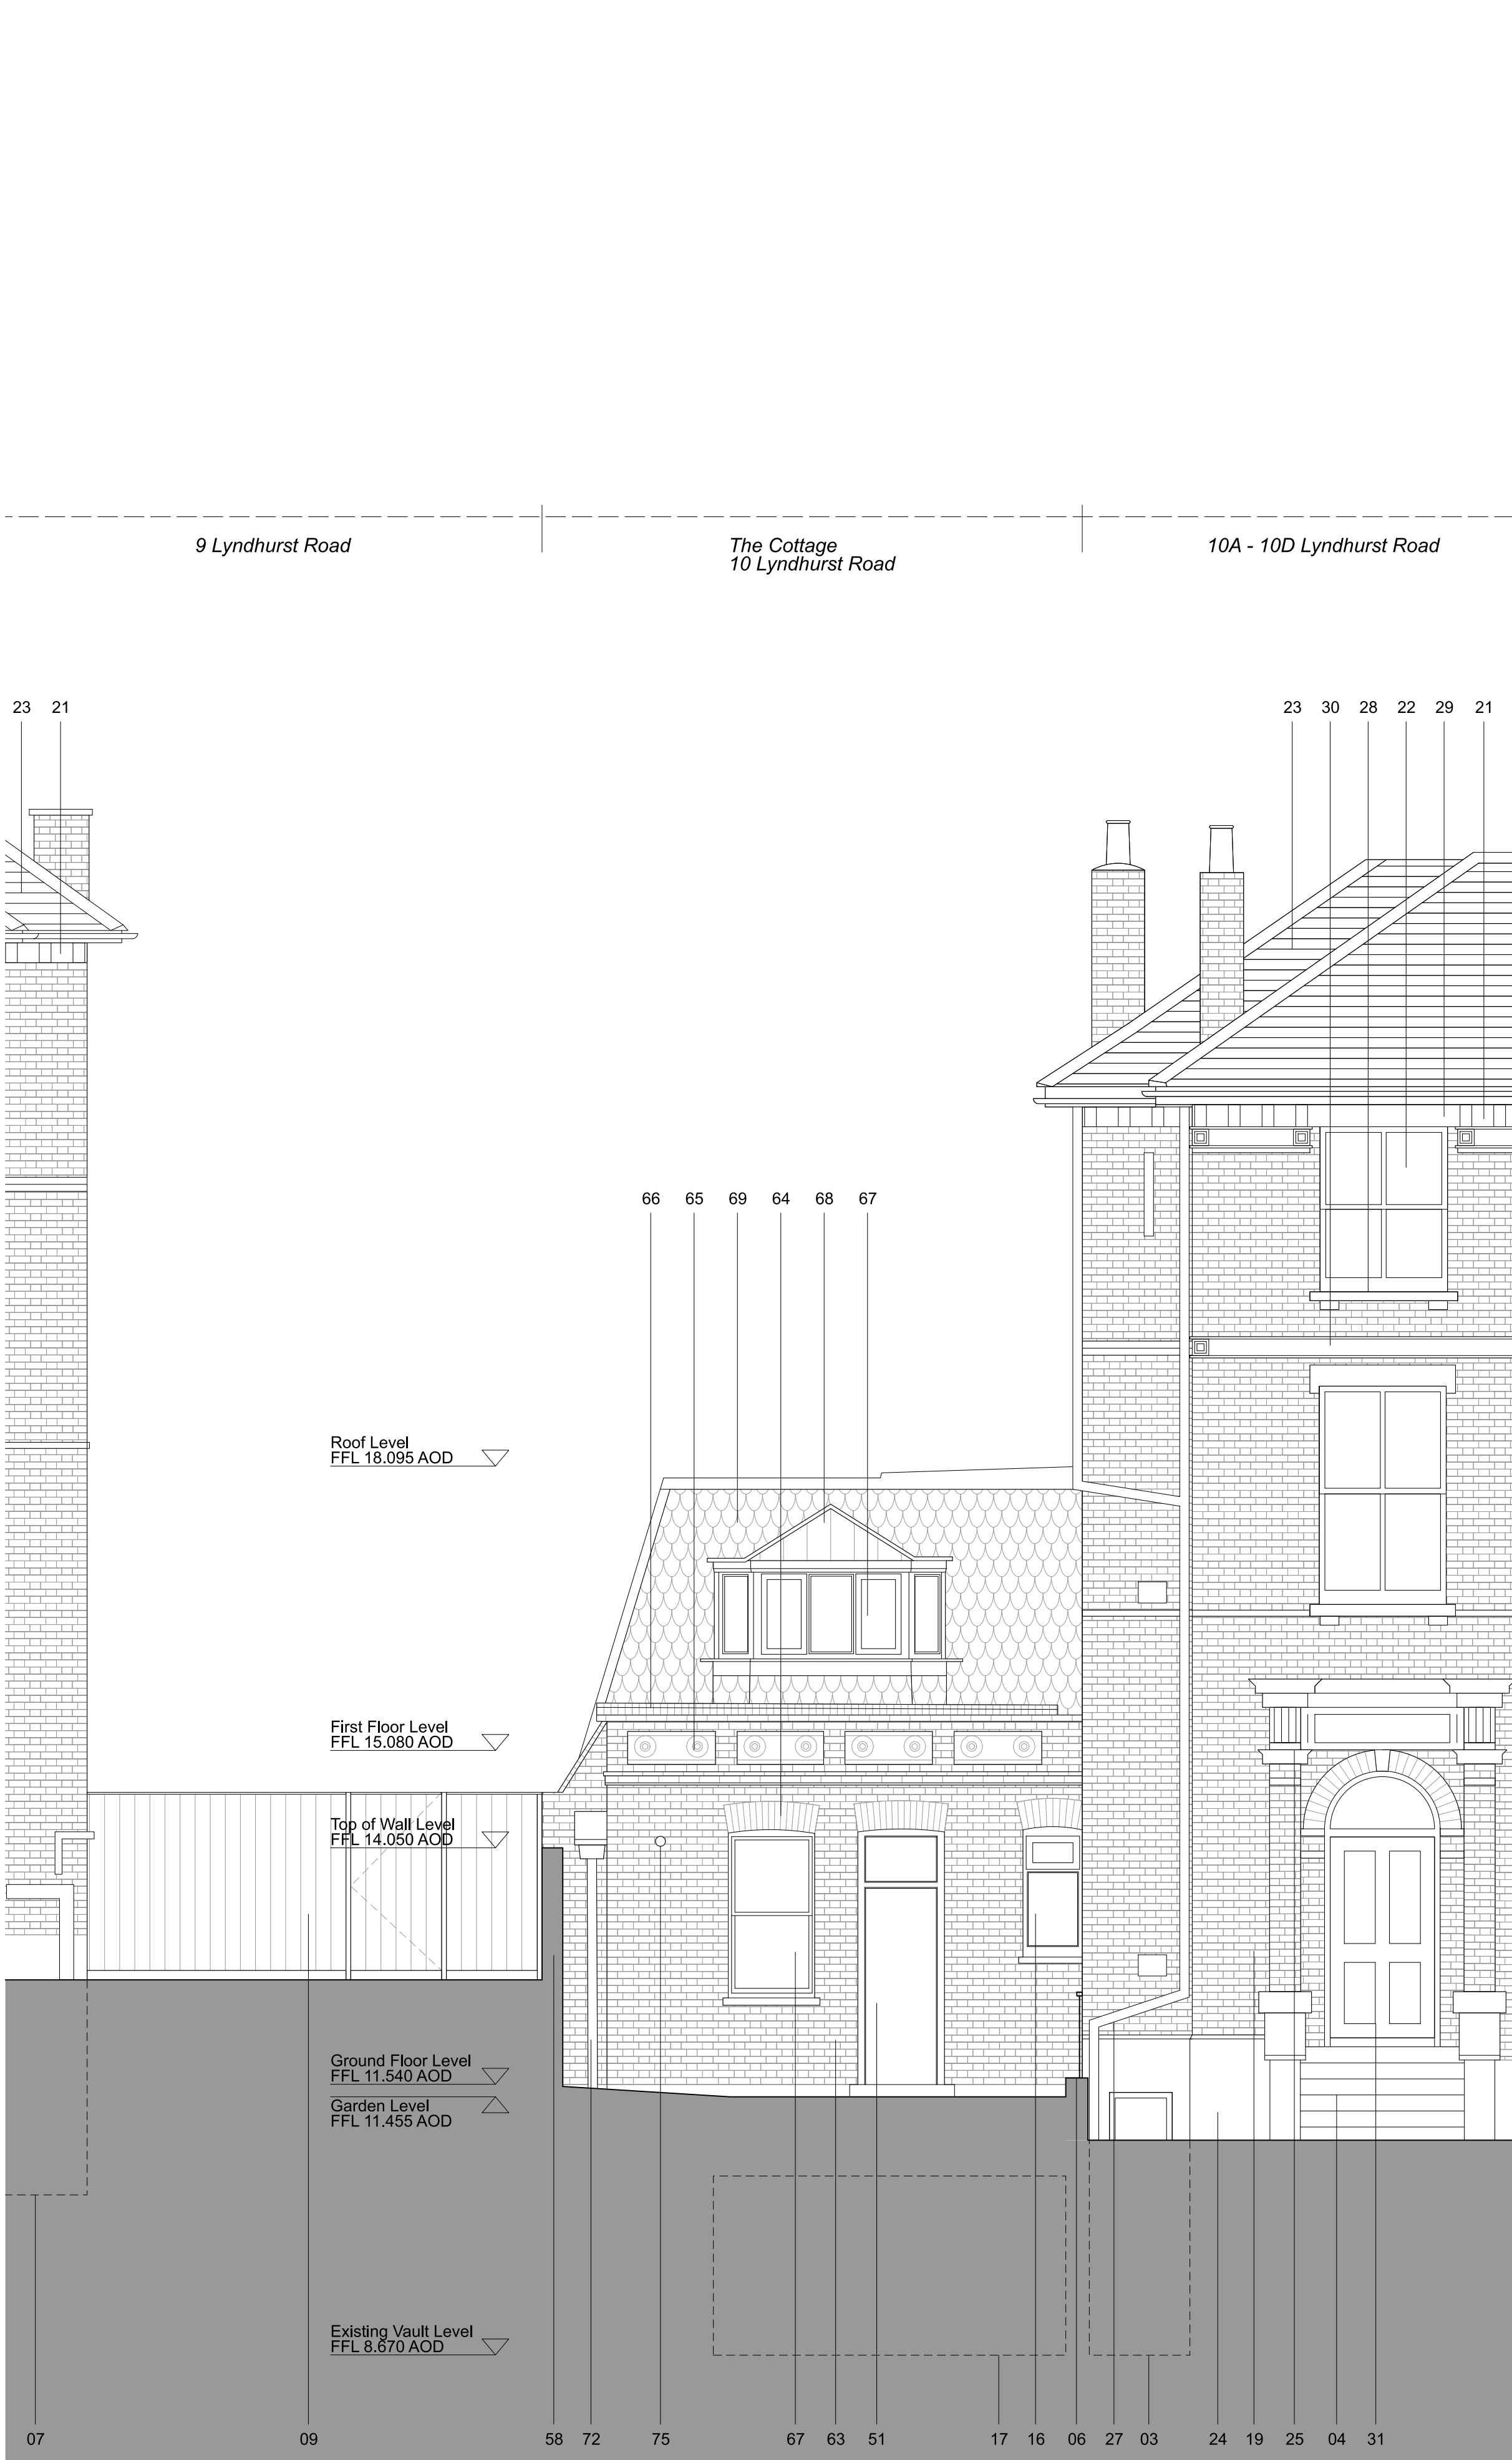 9 Lyndhurst Road
The Cottage
10 Lyndhurst Road
10A - 10D Lyndhurst Road
23 21
23 30 28 22 29 21
66 65 69 64 68 67
Roof Level
FFL 18.095 AOD
First Floor Level
FFL 15.080 AOD
Top of Wall Level
FFL 14.050 AOD
Ground Floor Level
FFL 11.540 AOD
Garden Level
FFL 11.455 AOD
Existing Vault Level
FFL 8.670 AOD
07 09 58 72 75 67 63 51 17 16 06 27 03 24 19 25 04 31